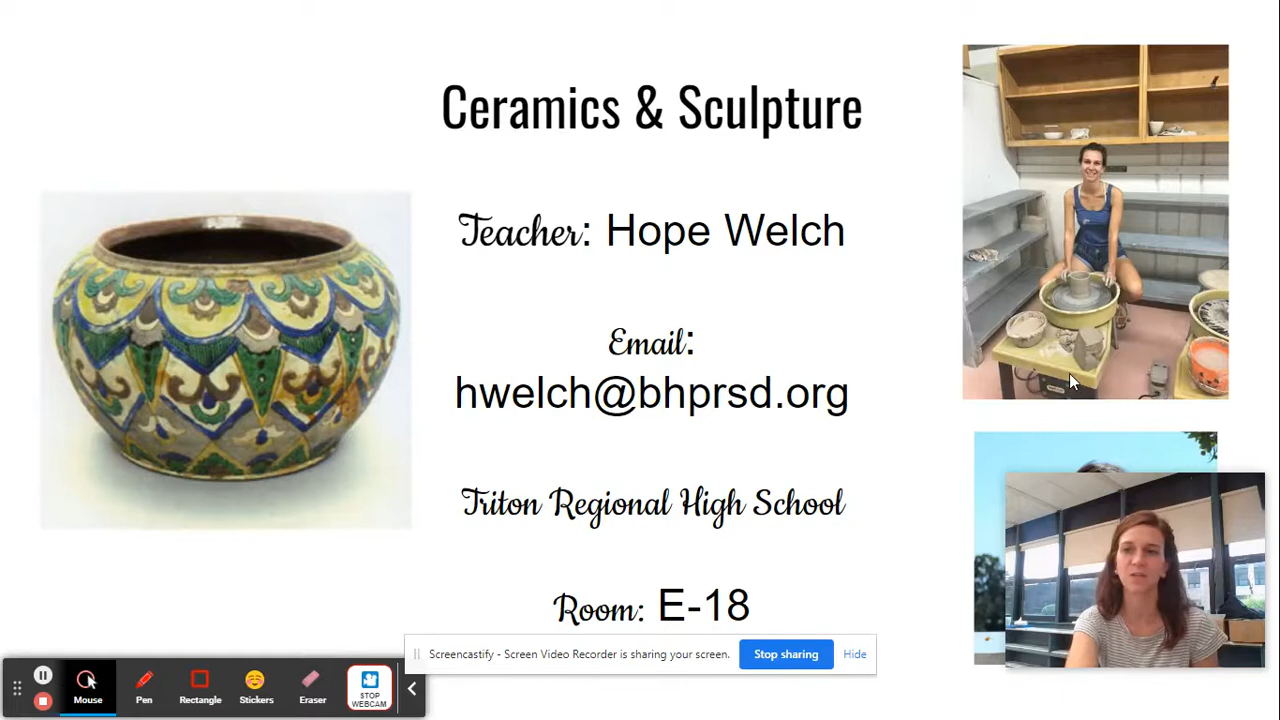 Ceramics & Sculpture
Teacher: Hope Welch
Email:
hwelch@bhprsd.org
Triton Regional High School
Room: E-18
Screencastify - Screen Video Recorder is sharing your screen.
Stop sharing
Hide
Mouse
Pen
Rectangle
Stickers
Eraser
STOP
WEBCAM